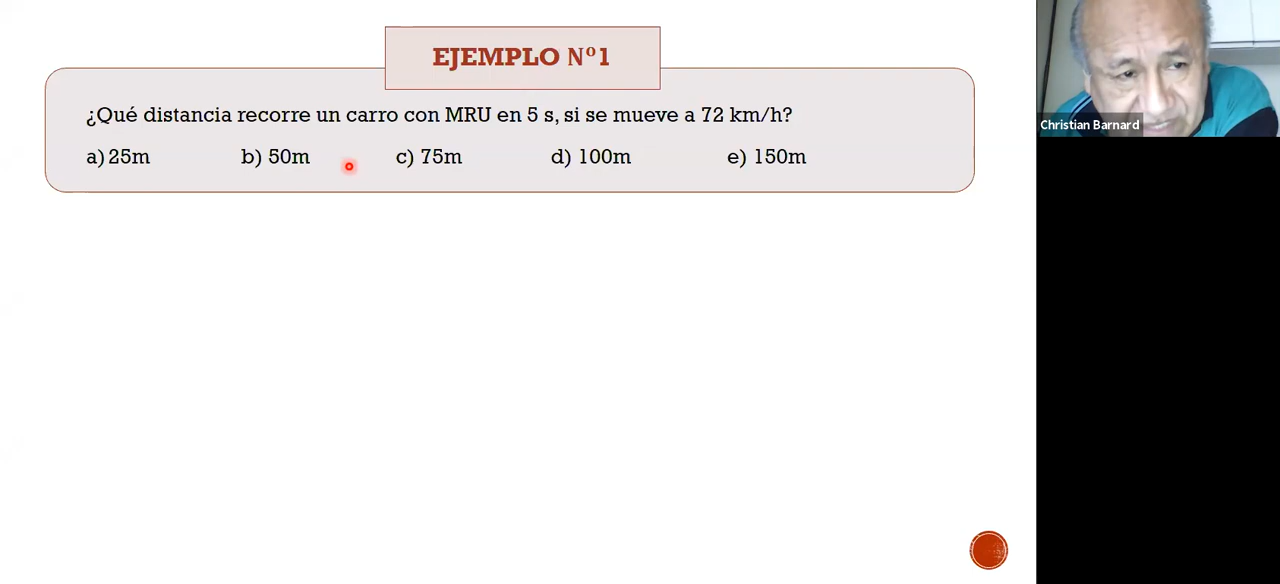 EJEMPLO Nº1
¿Qué distancia recorre un carro con MRU en 5 s, si se mueve a 72 km/h?
a) 25m b) 50m c) 75m d) 100m e) 150m
Christian Barnard